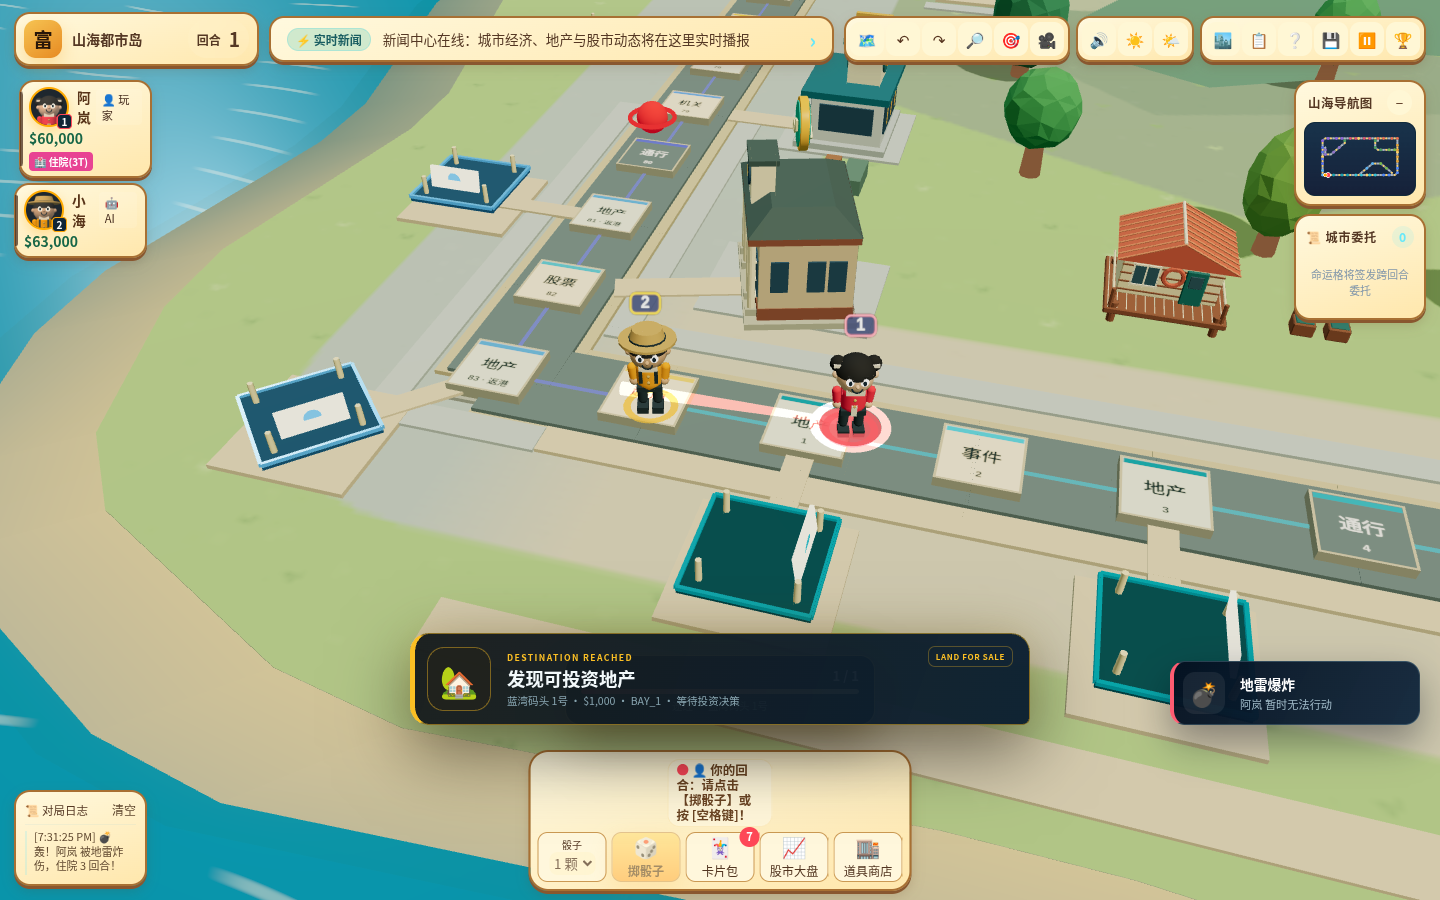 富 山海都市岛 回合 1
⚡ 实时新闻 新闻中心在线：城市经济、地产与股市动态将在这里实时播报 ›
阿岚 👤 玩家
1
$60,000
🏥 住院(3T)
小海 🤖 AI
2
$63,000
山海导航图 −
📜 城市委托 0
命运格将签发跨回合
委托
机关
通行
地产
81 · 返港
股票
82
地产
83 · 返港
2
1
1
事件
2
地产
3
通行
4
DESTINATION REACHED
LAND FOR SALE
发现可投资地产
蓝湾码头 1号 • $1,000 • BAY_1 • 等待投资决策
地雷爆炸
阿岚 暂时无法行动
📜 对局日志 清空
[7:31:25 PM] 💣
轰！阿岚 被地雷炸
伤，住院 3 回合！
👤 你的回
合：请点击
【掷骰子】或
按 [空格键]！
骰子
1 颗
掷骰子
7
卡片包
股市大盘
道具商店